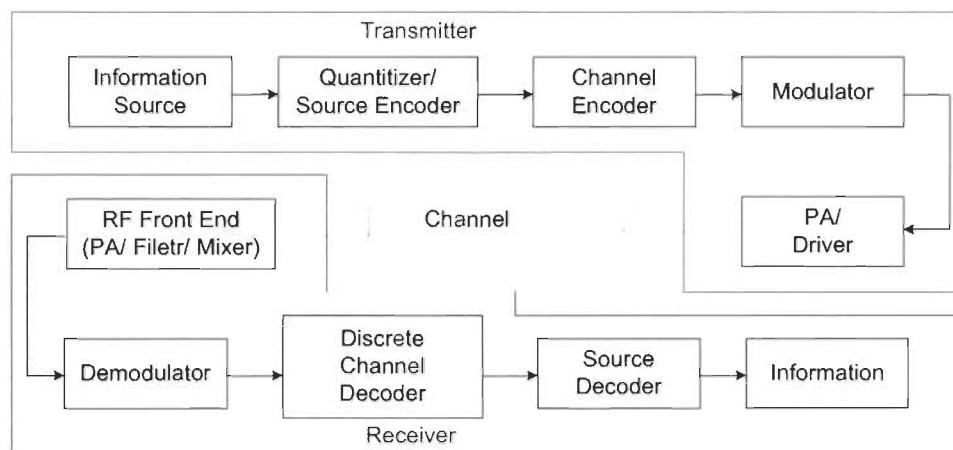 Transmitter
Information
Source
Quantitizer/
Source Encoder
Channel
Encoder
Modulator
PA/
Driver
Channel
RF Front End
(PA/ Filetr/ Mixer)
Demodulator
Discrete
Channel
Decoder
Source
Decoder
Information
Receiver